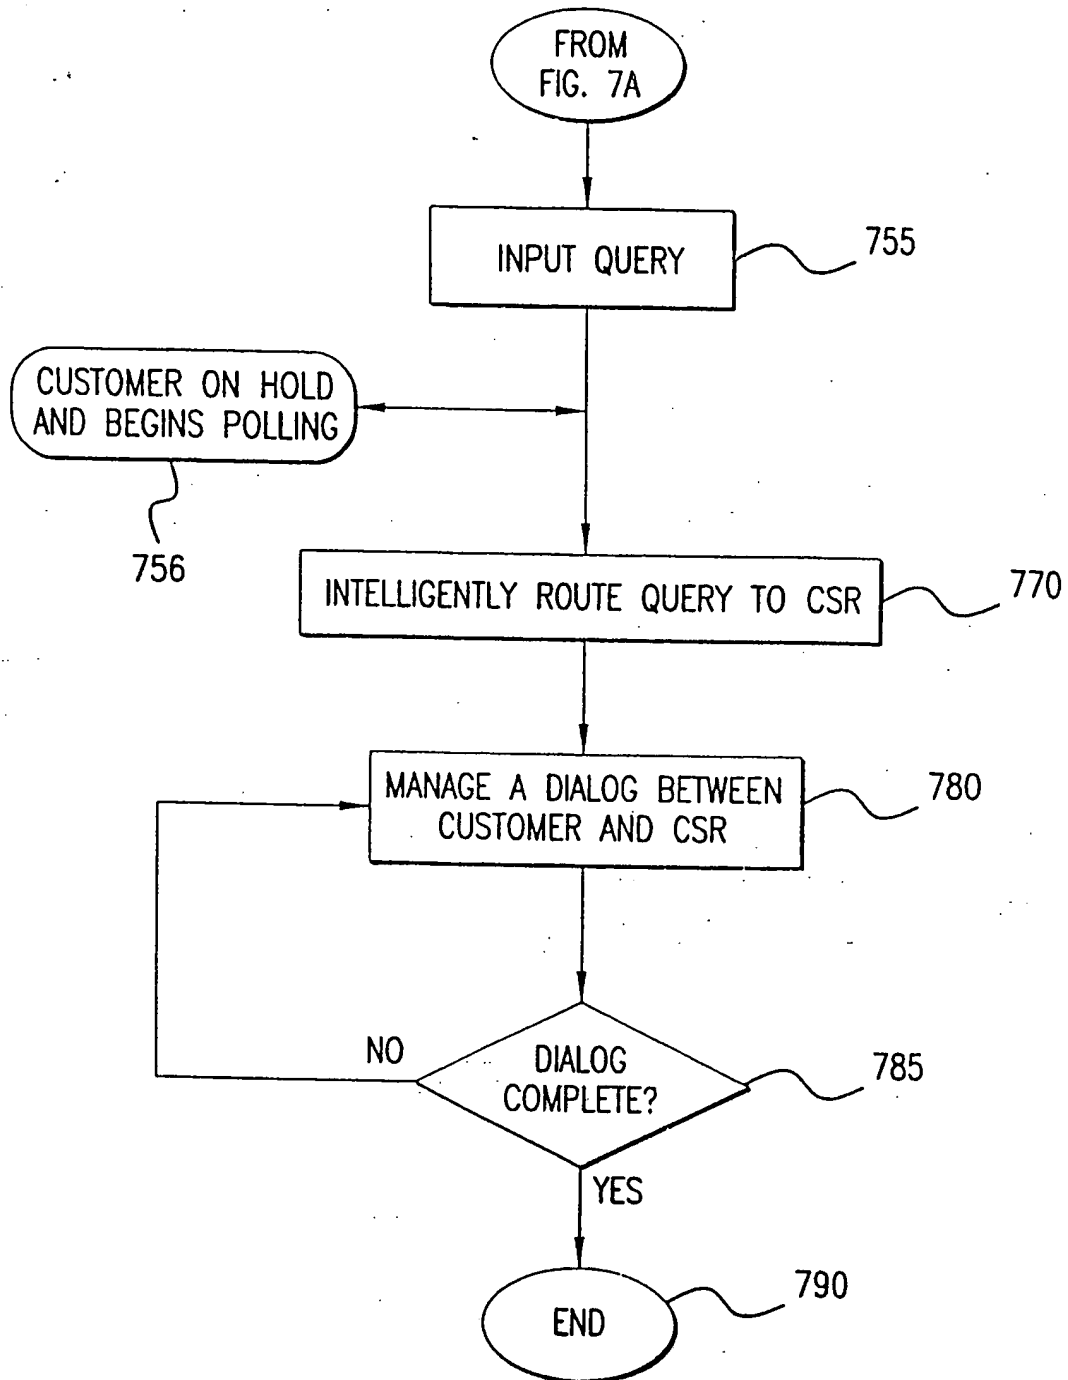 FROM
FIG. 7A
INPUT QUERY
755
CUSTOMER ON HOLD
AND BEGINS POLLING
756
INTELLIGENTLY ROUTE QUERY TO CSR
770
MANAGE A DIALOG BETWEEN
CUSTOMER AND CSR
780
NO
DIALOG
COMPLETE?
785
YES
END
790